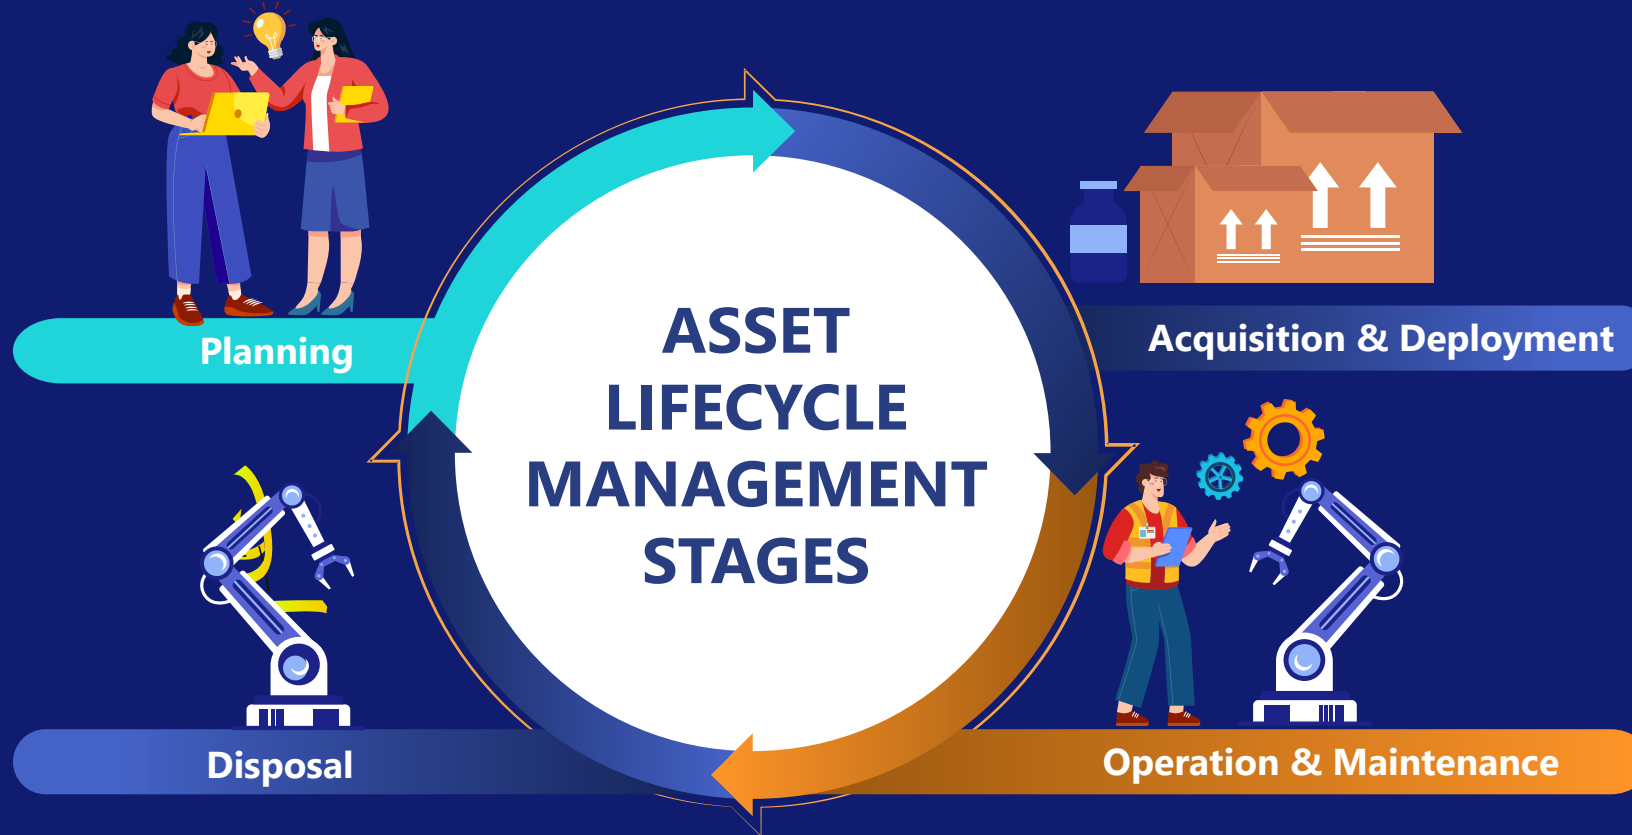 ASSET
LIFECYCLE
MANAGEMENT
STAGES
Planning
Acquisition & Deployment
Operation & Maintenance
Disposal